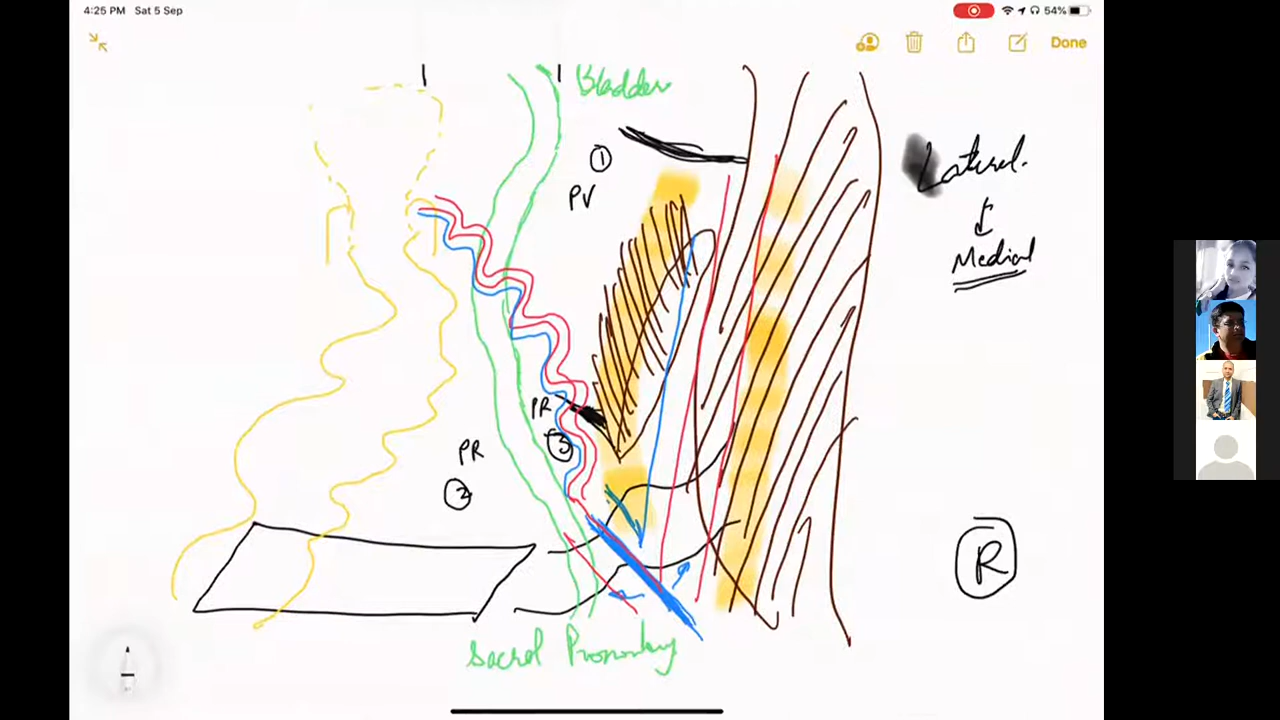 4:25 PM Sat 5 Sep
54%
Done
Bladder
1
PV
Lateral
Medial
PR
3
PR
2
R
Sacral Promontory